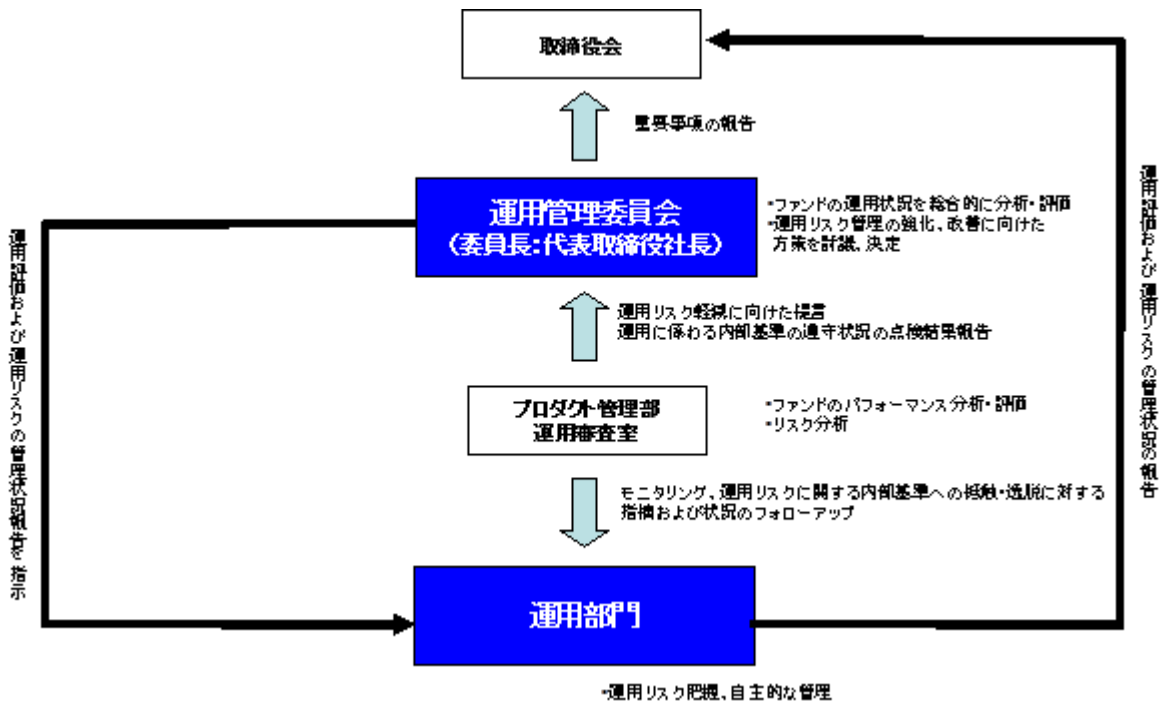 取締役会
重要事項の報告
運用管理委員会
(委員長:代表取締役社長)
・ファンドの運用状況を総合的に分析・評価
・運用リスク管理の強化、改善に向けた
方策を討議、決定
運用リスク軽減に向けた提言
運用に係わる内部基準の遵守状況の点検結果報告
プロダクト管理部
運用審査室
・ファンドのパフォーマンス分析・評価
・リスク分析
モニタリング、運用リスクに関する内部基準への抵触・逸脱に対する
指摘および状況のフォローアップ
運用部門
・運用リスク把握、自主的な管理
運用評価および運用リスクの管理状況報告を指示
運用評価および運用リスクの管理状況の報告